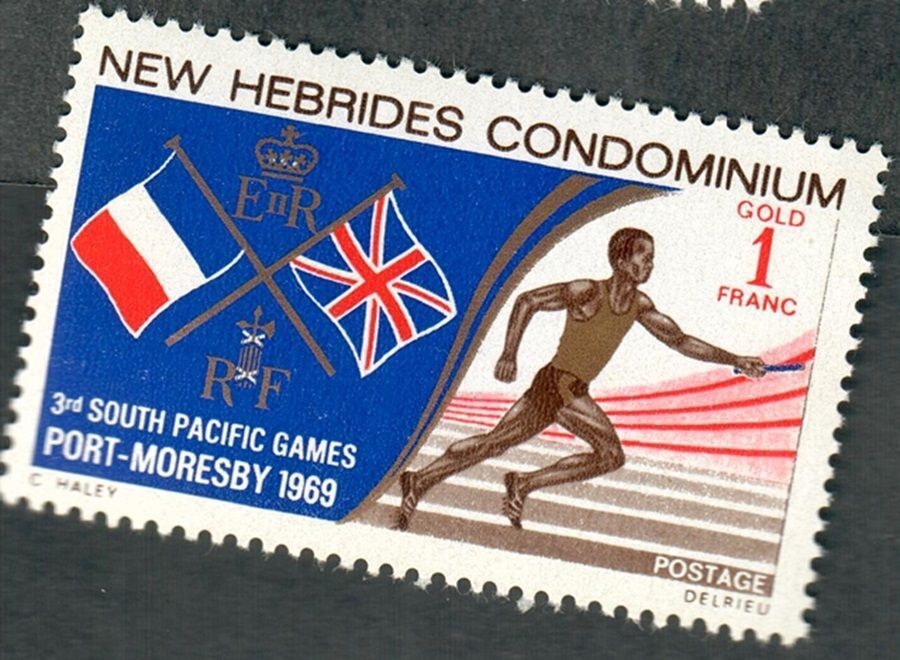 NEW HEBRIDES CONDOMINIUM
GOLD
1
FRANC
EIIR
RF
3rd SOUTH PACIFIC GAMES
PORT-MORESBY 1969
C HALEY
POSTAGE
DELRIEU